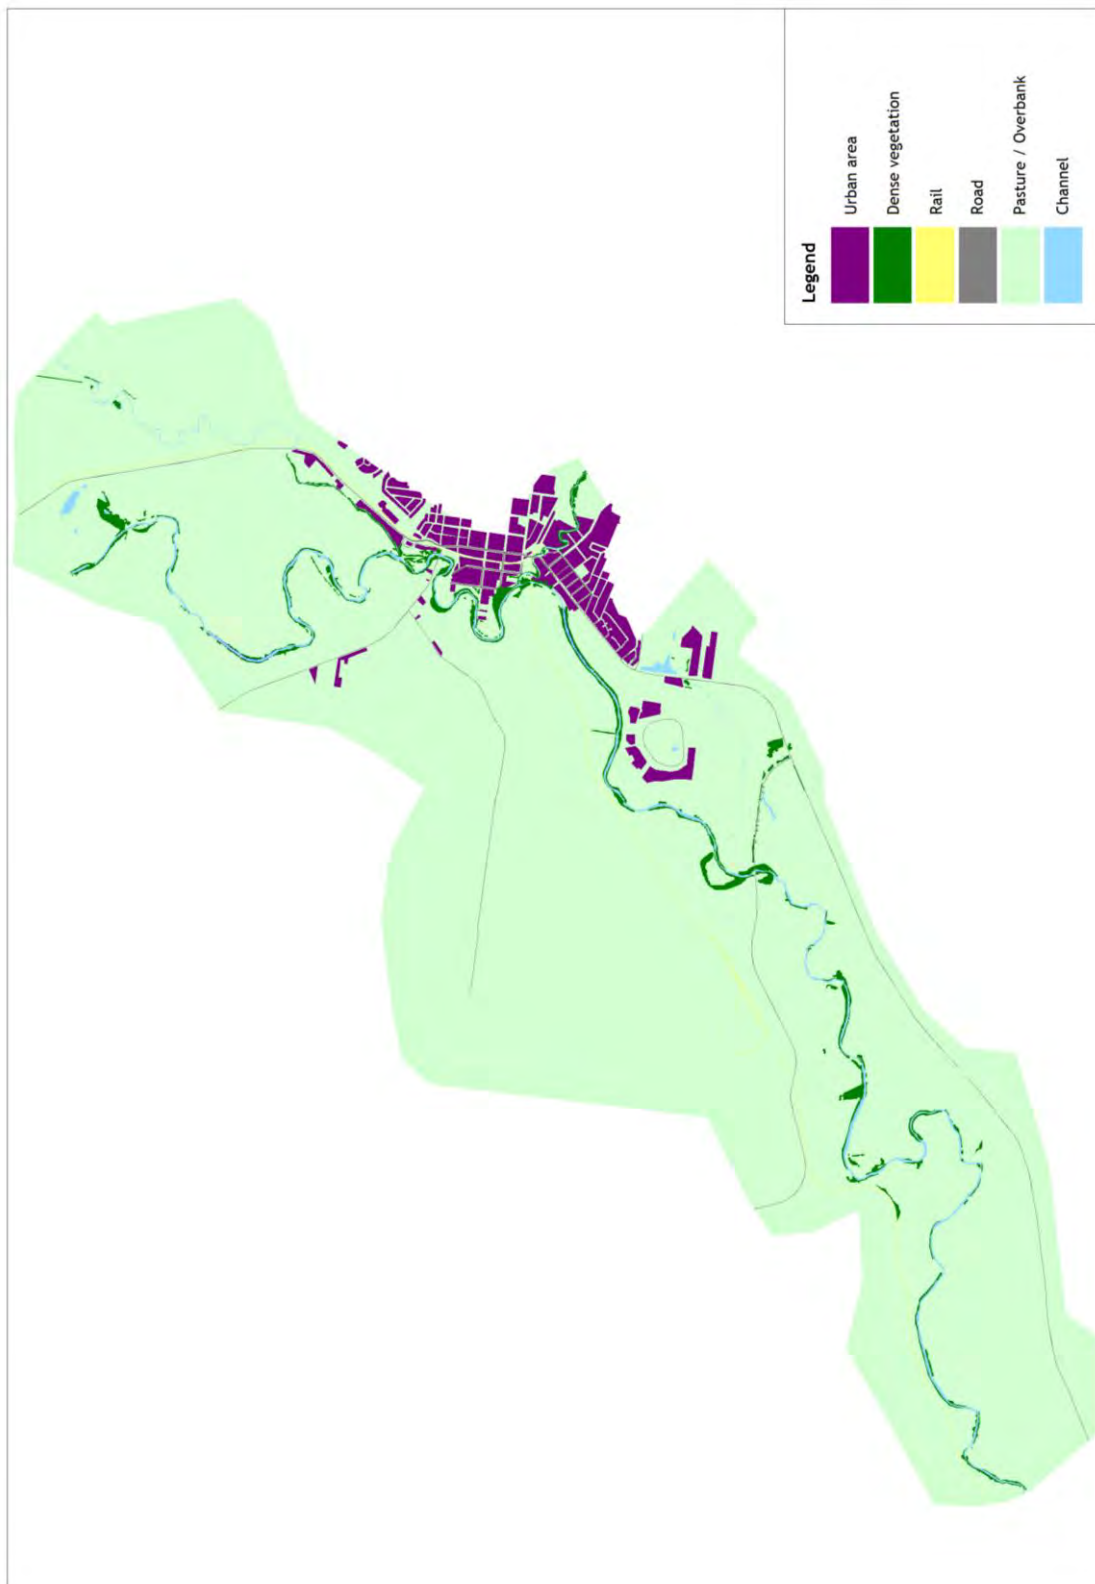 Legend
Urban area
Dense vegetation
Rail
Road
Pasture / Overbank
Channel